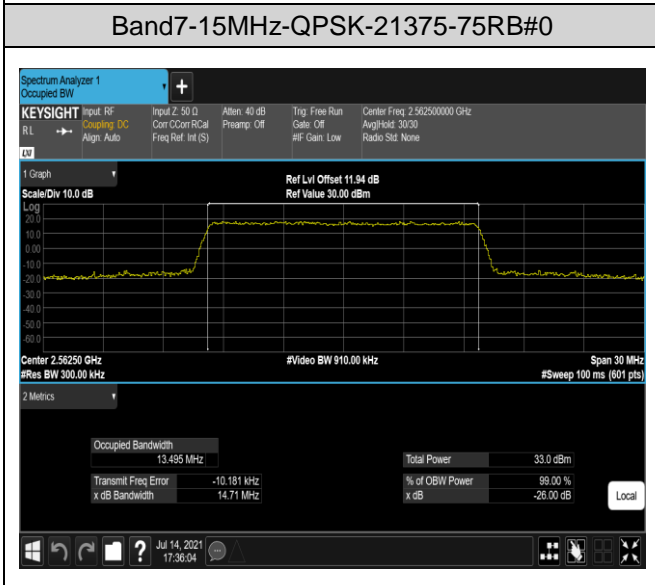 Band7-15MHz-QPSK-21375-75RB#0
Spectrum Analyzer 1
Occupied BW
+
KEYSIGHT Input: RF Input Z: 50 Ω Atten: 40 dB Trig: Free Run Center Freq: 2.562500000 GHz
RL Coupling: DC Corr CCorr RCal Preamp: Off Gate: Off Avg|Hold: 30/30
Align: Auto Freq Ref: Int (S) #IF Gain: Low Radio Std: None
LXI
1 Graph Ref Lvl Offset 11.94 dB
Scale/Div 10.0 dB Ref Value 30.00 dBm
Log
20.0
10.0
0.00
-10.0
-20.0
-30.0
-40.0
-50.0
-60.0
Center 2.56250 GHz #Video BW 910.00 kHz Span 30 MHz
#Res BW 300.00 kHz #Sweep 100 ms (601 pts)
2 Metrics
Occupied Bandwidth
13.495 MHz Total Power 33.0 dBm
Transmit Freq Error -10.181 kHz % of OBW Power 99.00 %
x dB Bandwidth 14.71 MHz x dB -26.00 dB
Local
? Jul 14, 2021
17:36:04